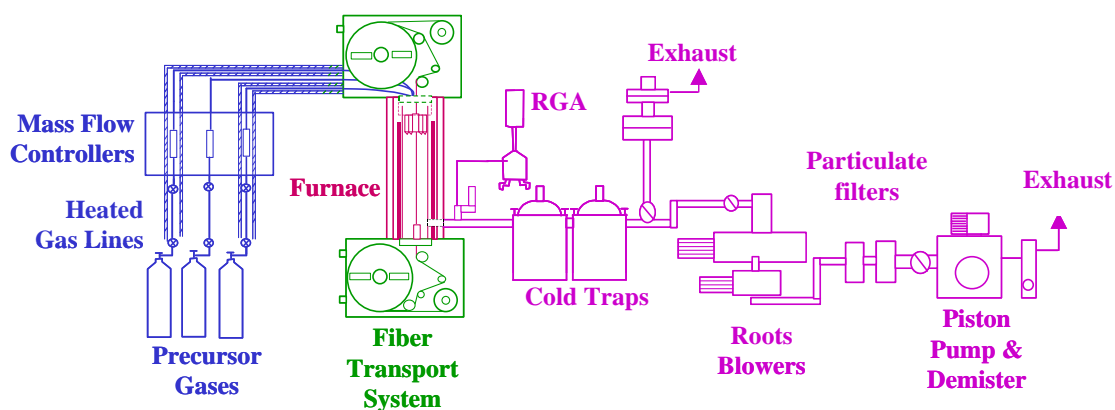 Exhaust
RGA
Mass Flow
Controllers
Particulate
filters
Exhaust
Furnace
Heated
Gas Lines
Cold Traps
Precursor
Gases
Fiber
Transport
System
Roots
Blowers
Piston
Pump &
Demister